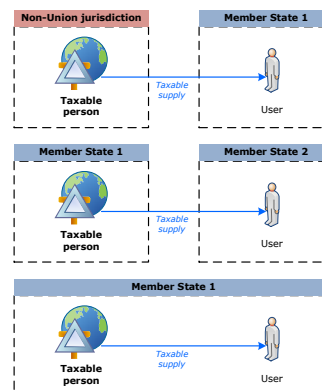 Non-Union jurisdiction
Member State 1
Taxable
supply
Taxable
person
User
Member State 1
Member State 2
Taxable
supply
Taxable
person
User
Member State 1
Taxable
supply
Taxable
person
User